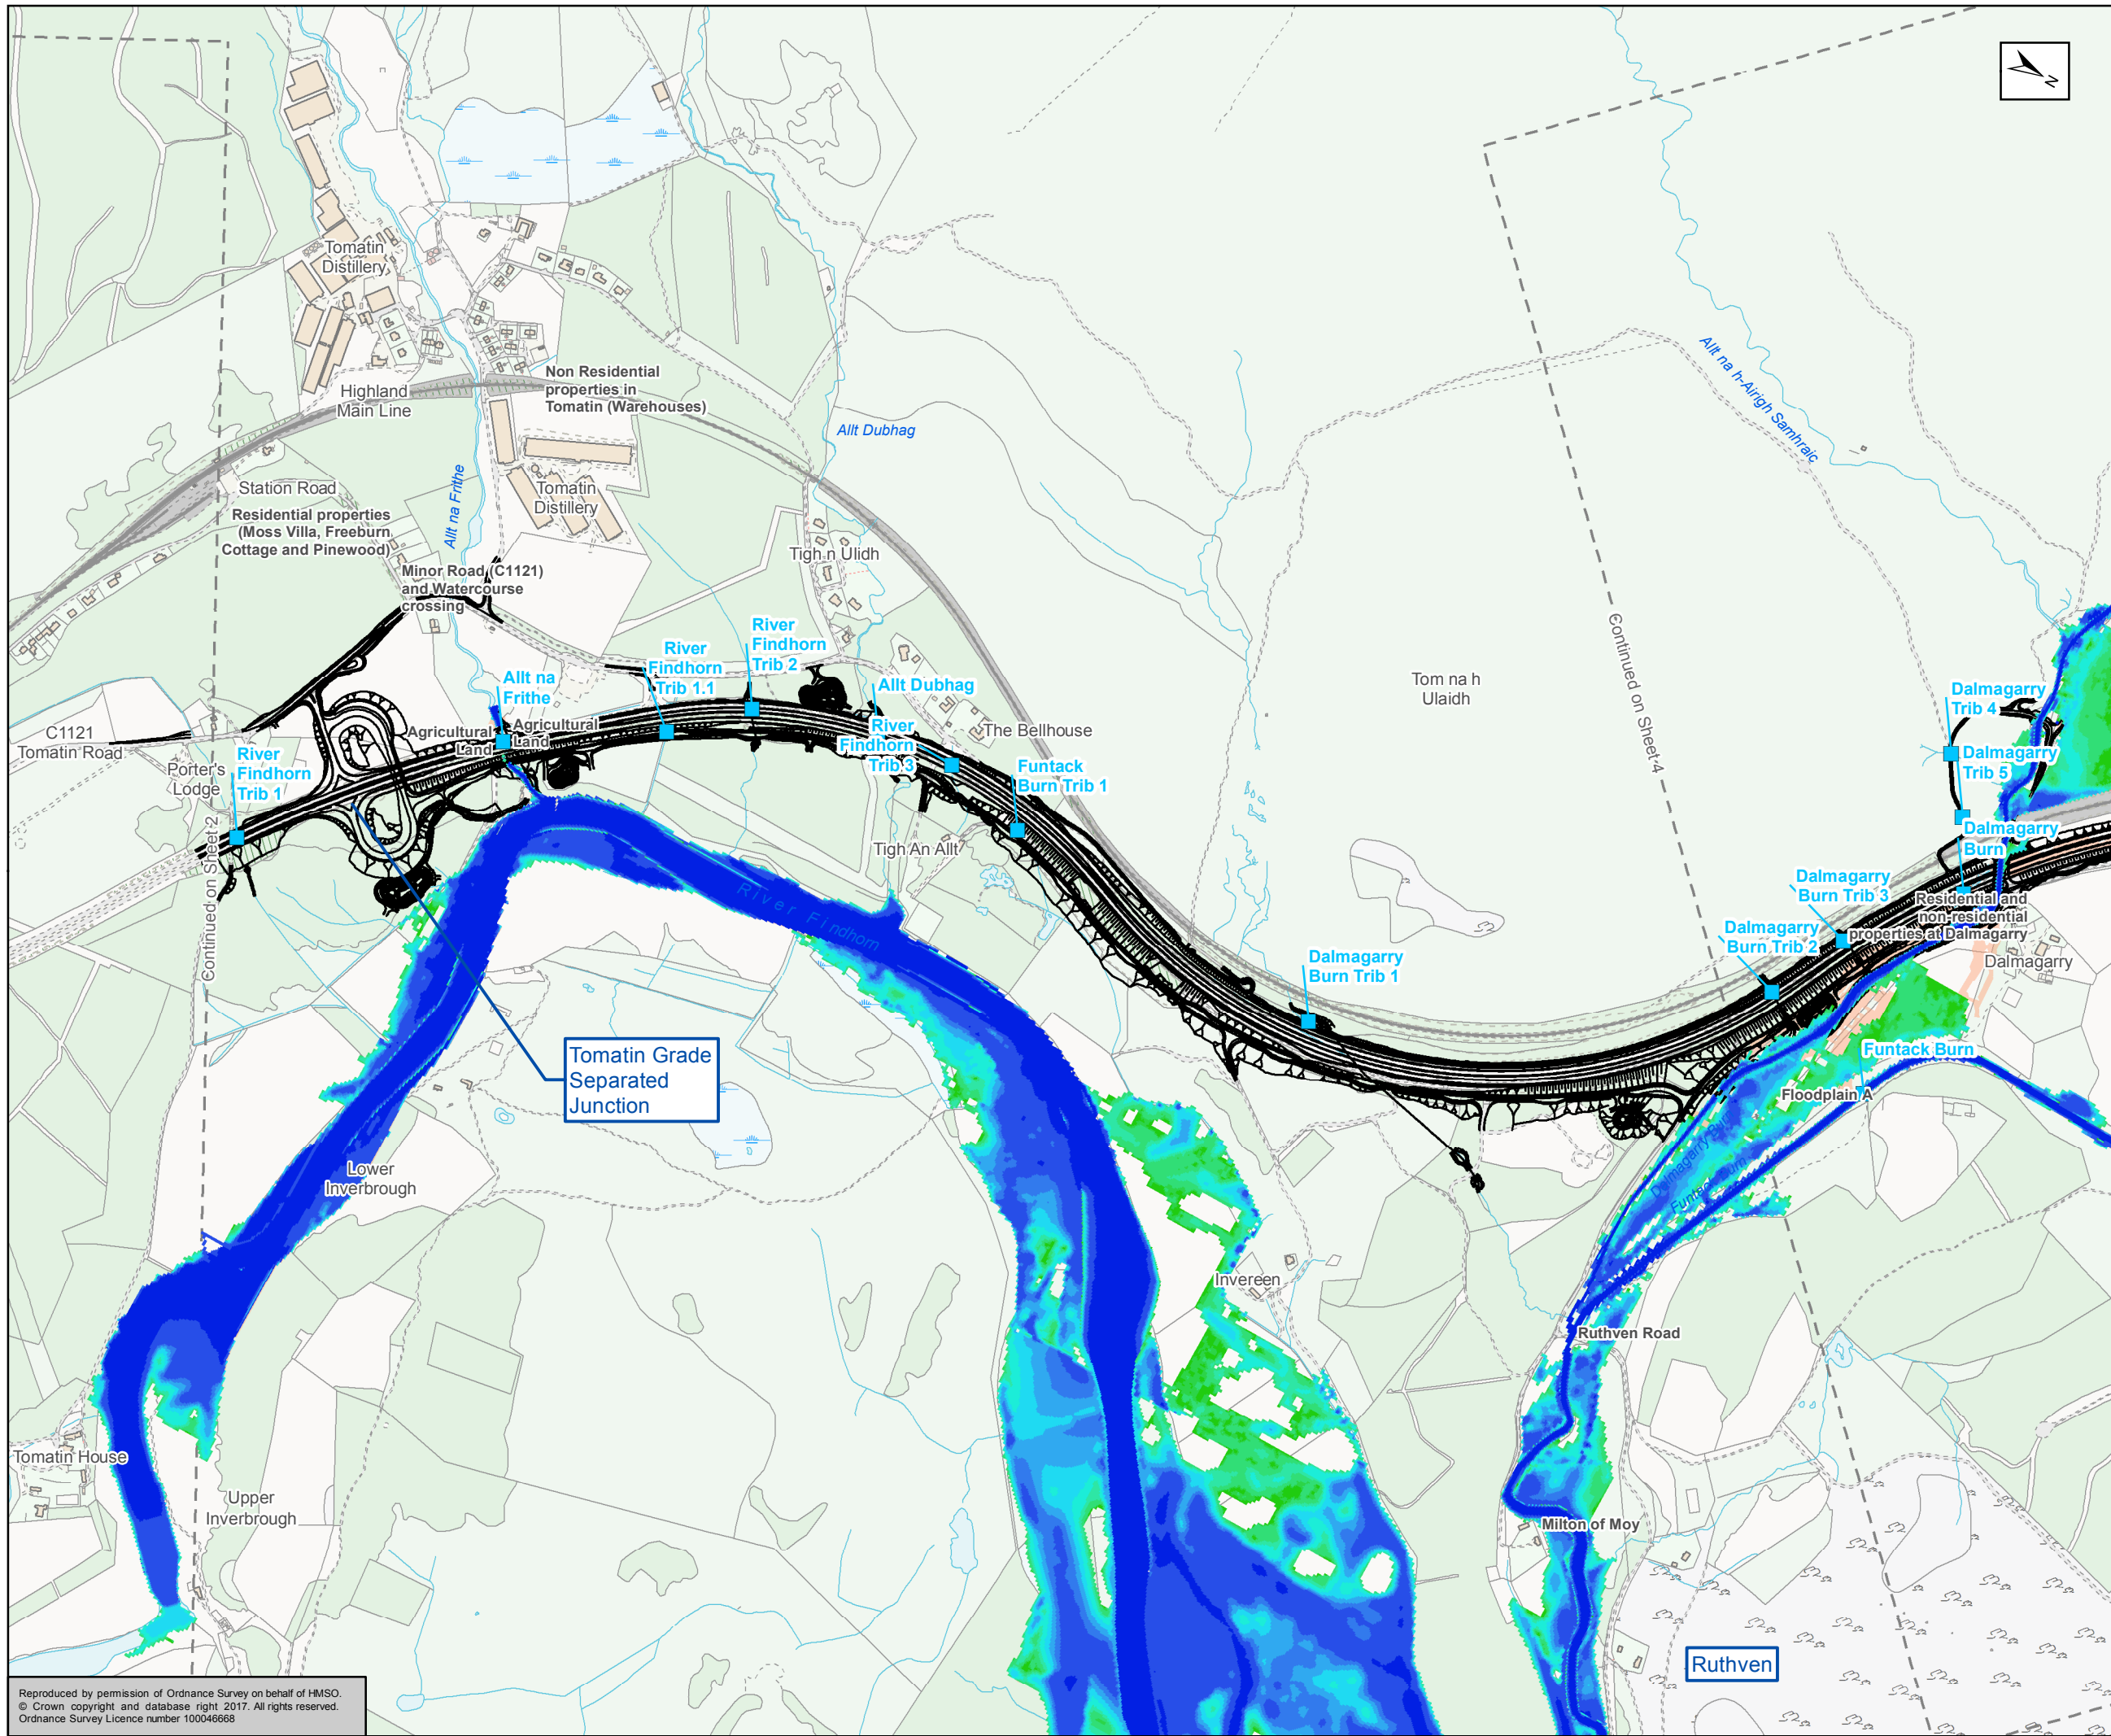 N
Tomatin
Distillery
Highland
Main Line
Non Residential
properties in
Tomatin (Warehouses)
Allt Dubhag
Allt na h-Airigh Samhraic
Station Road
Residential properties
(Moss Villa, Freeburn
Cottage and Pinewood)
Allt na Frithe
Tomatin
Distillery
Tigh n Ulidh
Minor Road (C1121)
and Watercourse
crossing
River
Findhorn
Trib 1.1
River
Findhorn
Trib 2
Allt na
Frithe
Allt Dubhag
Tom na h
Ulaidh
Continued on Sheet 4
Dalmagarry
Trib 4
C1121
Tomatin Road
Agricultural
Land
Agricultural
Land
River
Findhorn
Trib 3
The Bellhouse
Porter's
Lodge
River
Findhorn
Trib 1
Funtack
Burn Trib 1
Dalmagarry
Trib 5
Dalmagarry
Burn
Tigh An Allt
Continued on Sheet 2
River Findhorn
Dalmagarry
Burn Trib 3
Residential and
non-residential
properties at Dalmagarry
Dalmagarry
Burn Trib 2
Dalmagarry
Dalmagarry
Burn Trib 1
Tomatin Grade
Separated
Junction
Funtack Burn
Floodplain A
Dalmagarry Burn
Funtack Burn
Lower
Inverbrough
Invereen
Ruthven Road
Tomatin House
Upper
Inverbrough
Milton of Moy
Ruthven
Reproduced by permission of Ordnance Survey on behalf of HMSO.
© Crown copyright and database right 2017. All rights reserved.
Ordnance Survey Licence number 100046668